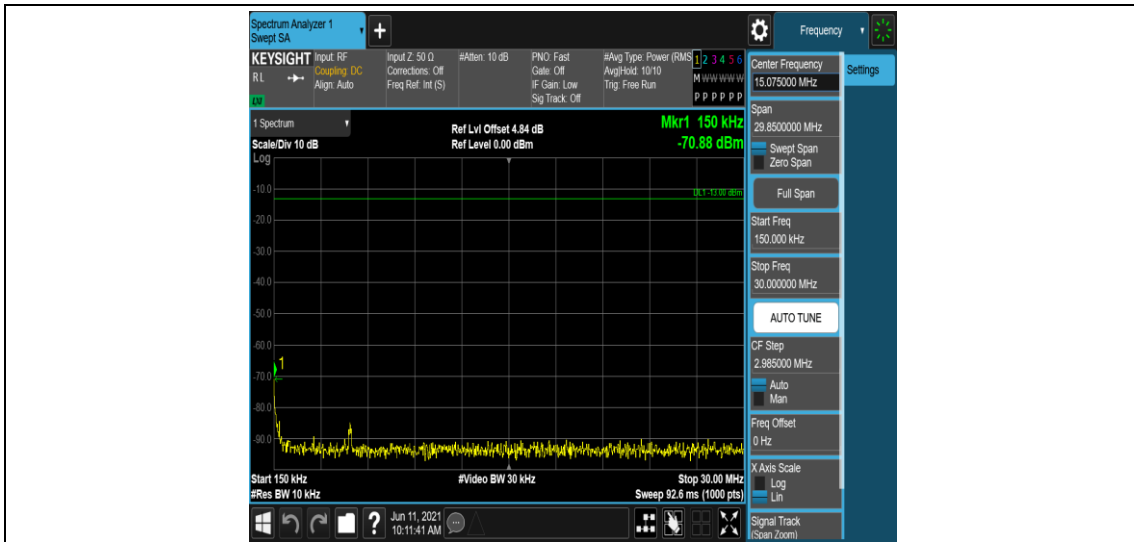 Spectrum Analyzer 1
Swept SA
+
Frequency
KEYSIGHT
RL
Input: RF
Coupling: DC
Align: Auto
Input Z: 50 Ω
Corrections: Off
Freq Ref: Int (S)
#Atten: 10 dB
PNO: Fast
Gate: Off
IF Gain: Low
Sig Track: Off
#Avg Type: Power (RMS
Avg|Hold: 10/10
Trig: Free Run
1 2 3 4 5 6
M W W W W W
P P P P P P
1 Spectrum
Scale/Div 10 dB
Log
Ref Lvl Offset 4.84 dB
Ref Level 0.00 dBm
Mkr1 150 kHz
-70.88 dBm
DL1 -13.00 dBm
-10.0
-20.0
-30.0
-40.0
-50.0
-60.0
1
-70.0
-80.0
-90.0
Start 150 kHz
#Res BW 10 kHz
#Video BW 30 kHz
Stop 30.00 MHz
Sweep 92.6 ms (1000 pts)
Jun 11, 2021
10:11:41 AM
?
Center Frequency
15.075000 MHz
Settings
Span
29.8500000 MHz
Swept Span
Zero Span
Full Span
Start Freq
150.000 kHz
Stop Freq
30.000000 MHz
AUTO TUNE
CF Step
2.985000 MHz
Auto
Man
Freq Offset
0 Hz
X Axis Scale
Log
Lin
Signal Track
(Span Zoom)